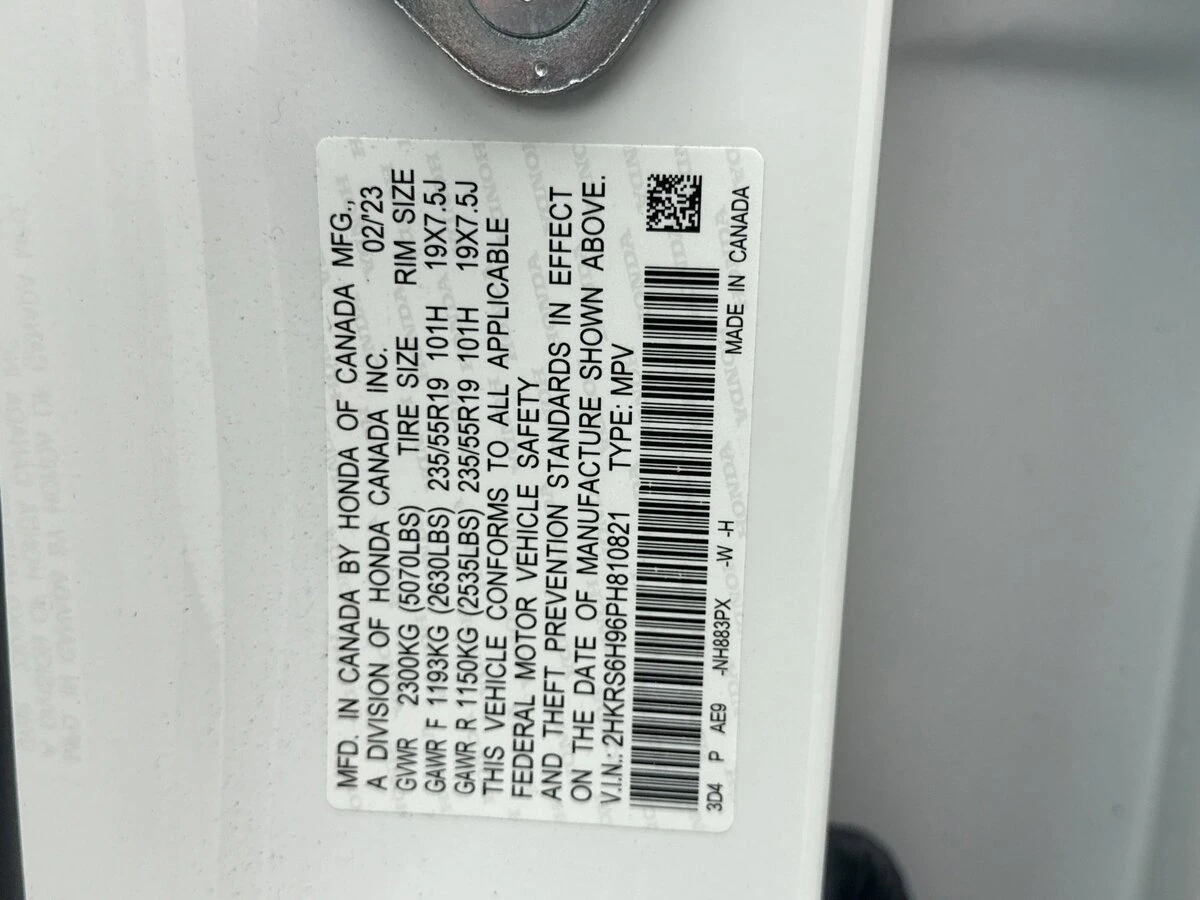 MFD. IN CANADA BY HONDA OF CANADA MFG.,
A DIVISION OF HONDA CANADA INC. 02/'23
GVWR 2300KG (5070LBS) TIRE SIZE RIM SIZE
GAWR F 1193KG (2630LBS) 235/55R19 101H 19X7.5J
GAWR R 1150KG (2535LBS) 235/55R19 101H 19X7.5J
THIS VEHICLE CONFORMS TO ALL APPLICABLE
FEDERAL MOTOR VEHICLE SAFETY
AND THEFT PREVENTION STANDARDS IN EFFECT
ON THE DATE OF MANUFACTURE SHOWN ABOVE.
V.I.N.: 2HKRS6H96PH810821 TYPE: MPV
3D4 P AE9 -NH883PX -W -H MADE IN CANADA